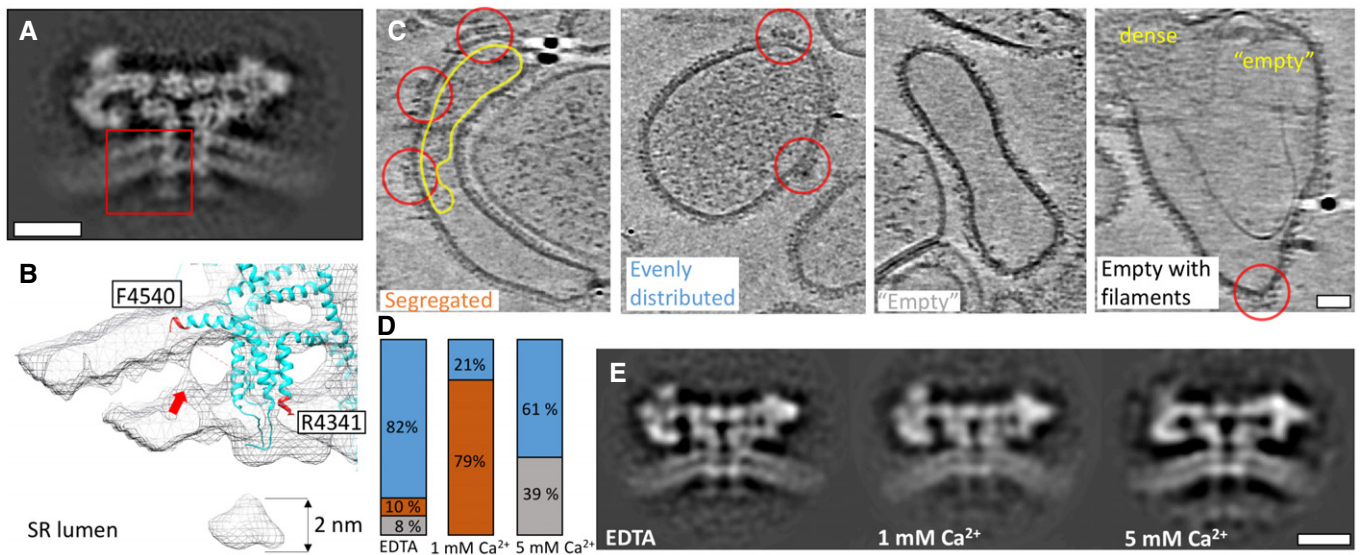 A
B
F4540
R4341
SR lumen
2 nm
C
Segregated
Evenly
distributed
"Empty"
dense
"empty"
Empty with
filaments
D
82%
10 %
8 %
EDTA
21%
79%
1 mM Ca²⁺
61 %
39 %
5 mM Ca²⁺
E
EDTA
1 mM Ca²⁺
5 mM Ca²⁺